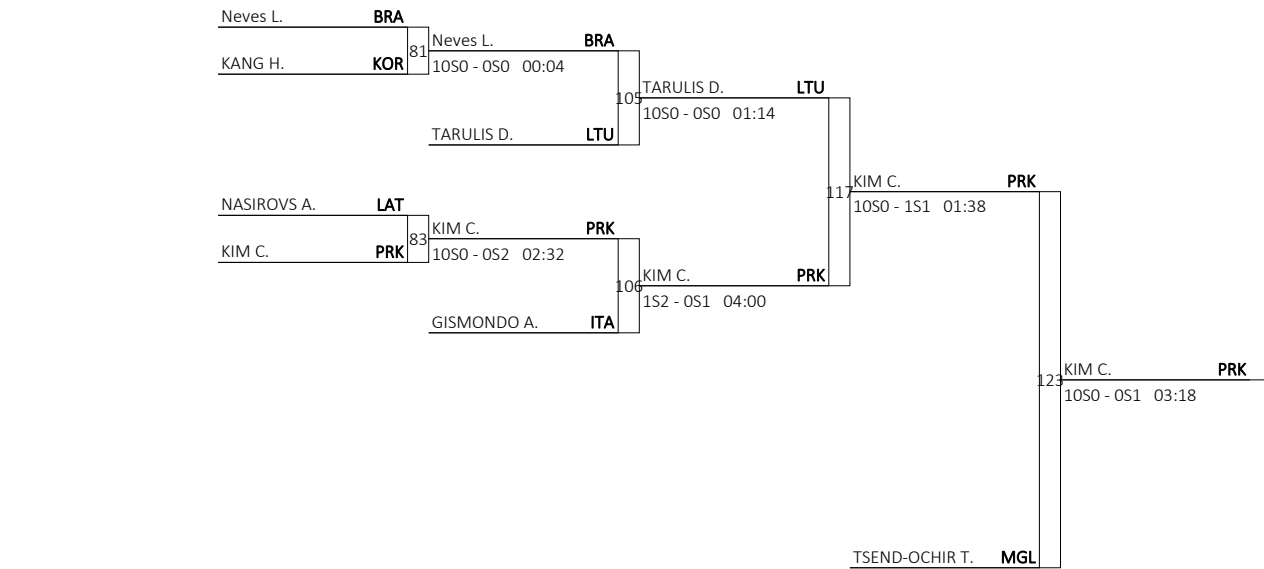 Neves L. BRA
81
KANG H. KOR
Neves L. BRA
10S0 - 0S0 00:04
105
TARULIS D. LTU
TARULIS D. LTU
10S0 - 0S0 01:14
117
NASIROVS A. LAT
83
KIM C. PRK
KIM C. PRK
10S0 - 0S2 02:32
106
GISMONDO A. ITA
KIM C. PRK
1S2 - 0S1 04:00
KIM C. PRK
10S0 - 1S1 01:38
123
TSEND-OCHIR T. MGL
KIM C. PRK
10S0 - 0S1 03:18